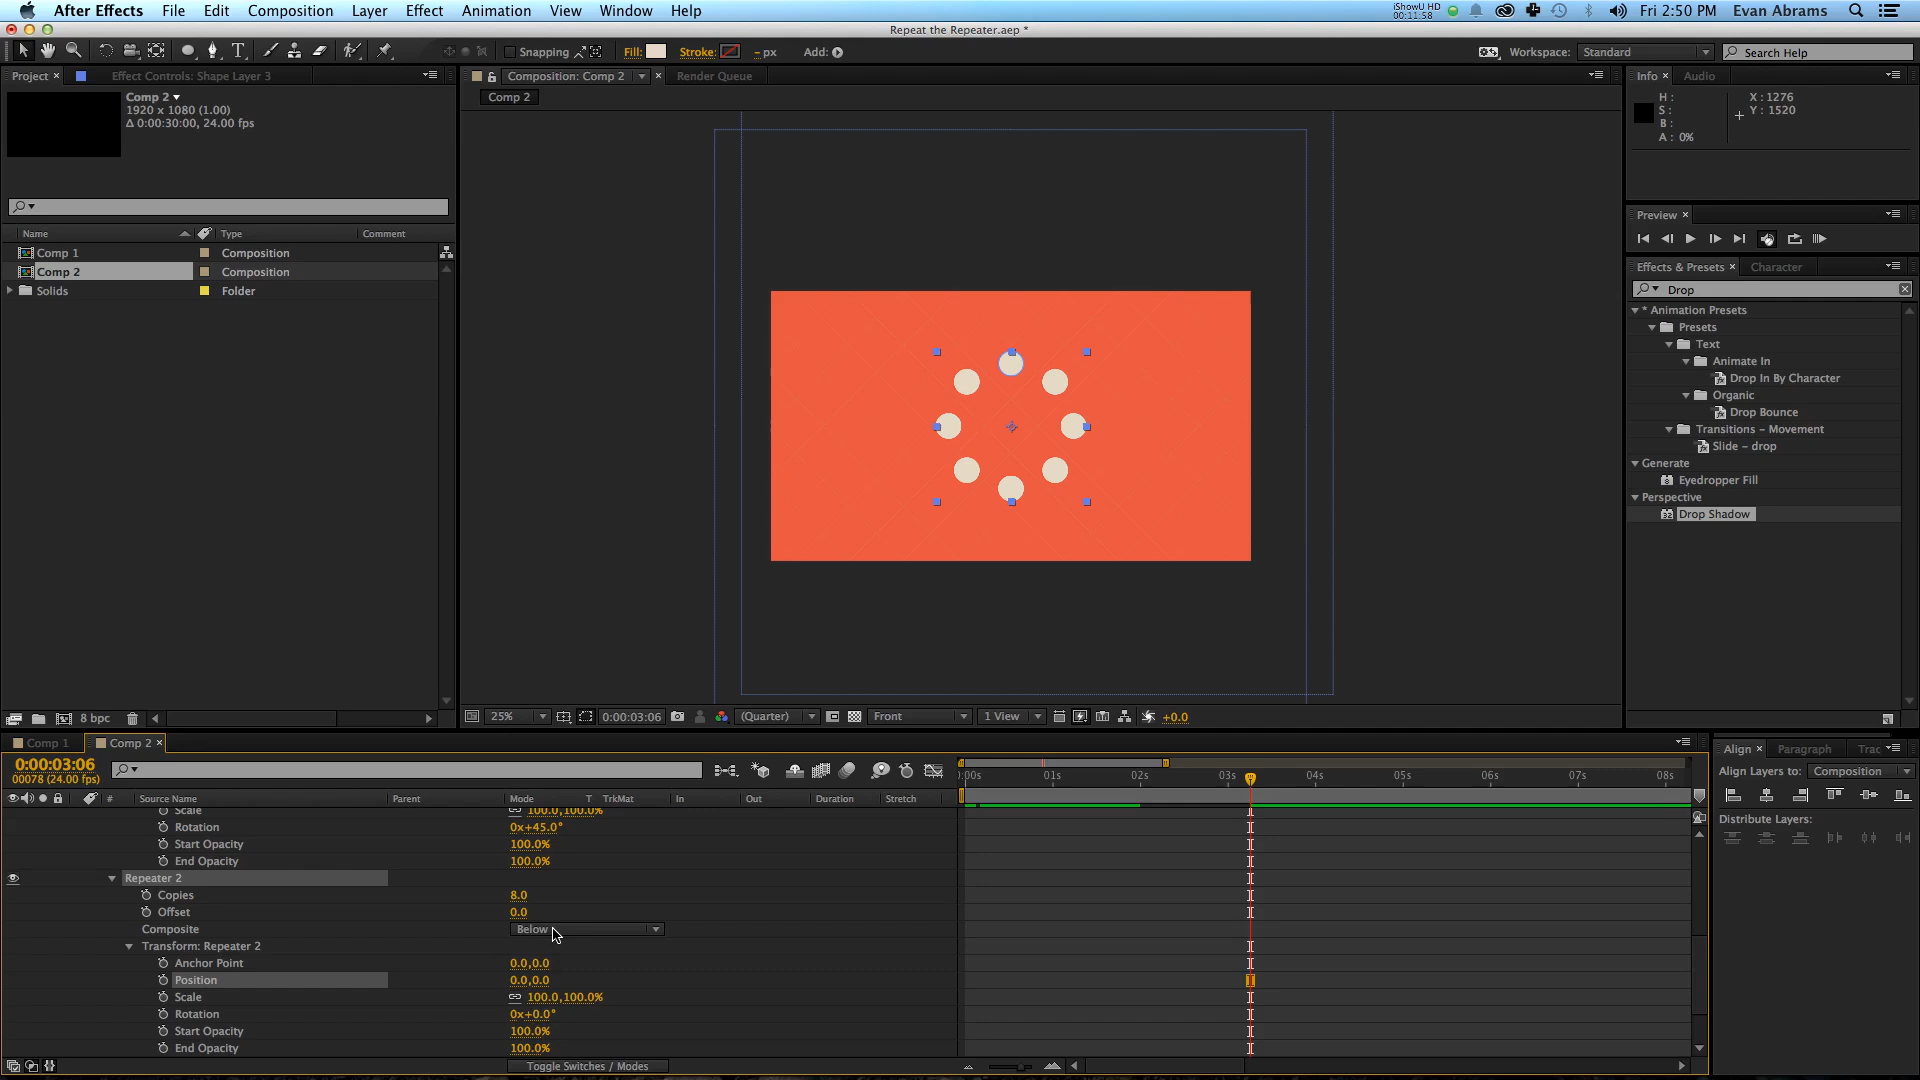 After Effects File Edit Composition Layer Effect Animation View Window Help iShowU HD 00:11:58 Fri 2:50 PM Evan Abrams
Repeat the Repeater.aep *
Snapping Fill: Stroke: - px Add: Workspace: Standard Search Help
Project × Effect Controls: Shape Layer 3 Composition: Comp 2 × Render Queue Info × Audio
Comp 2
1920 x 1080 (1.00)
Δ 0:00:30:00, 24.00 fps
Comp 2
H: X: 1276
S: Y: 1520
B:
A: 0%
Preview ×
Name Type Comment
Comp 1 Composition
Comp 2 Composition
Solids Folder
Effects & Presets × Character
Drop
* Animation Presets
Presets
Text
Animate In
Drop In By Character
Organic
Drop Bounce
Transitions – Movement
Slide – drop
Generate
Eyedropper Fill
Perspective
32 Drop Shadow
8 bpc 25% 0:00:03:06 (Quarter) Front 1 View +0.0
Comp 1 Comp 2 × Align × Paragraph Trac
0:00:03:06
00078 (24.00 fps)
:00s 01s 02s 03s 04s 05s 06s 07s 08s
Align Layers to: Composition
Distribute Layers:
# Source Name Parent Mode T TrkMat In Out Duration Stretch
Scale 100.0,100.0%
Rotation 0x+45.0°
Start Opacity 100.0%
End Opacity 100.0%
Repeater 2
Copies 8.0
Offset 0.0
Composite Below
Transform: Repeater 2
Anchor Point 0.0,0.0
Position 0.0,0.0
Scale 100.0,100.0%
Rotation 0x+0.0°
Start Opacity 100.0%
End Opacity 100.0%
Toggle Switches / Modes